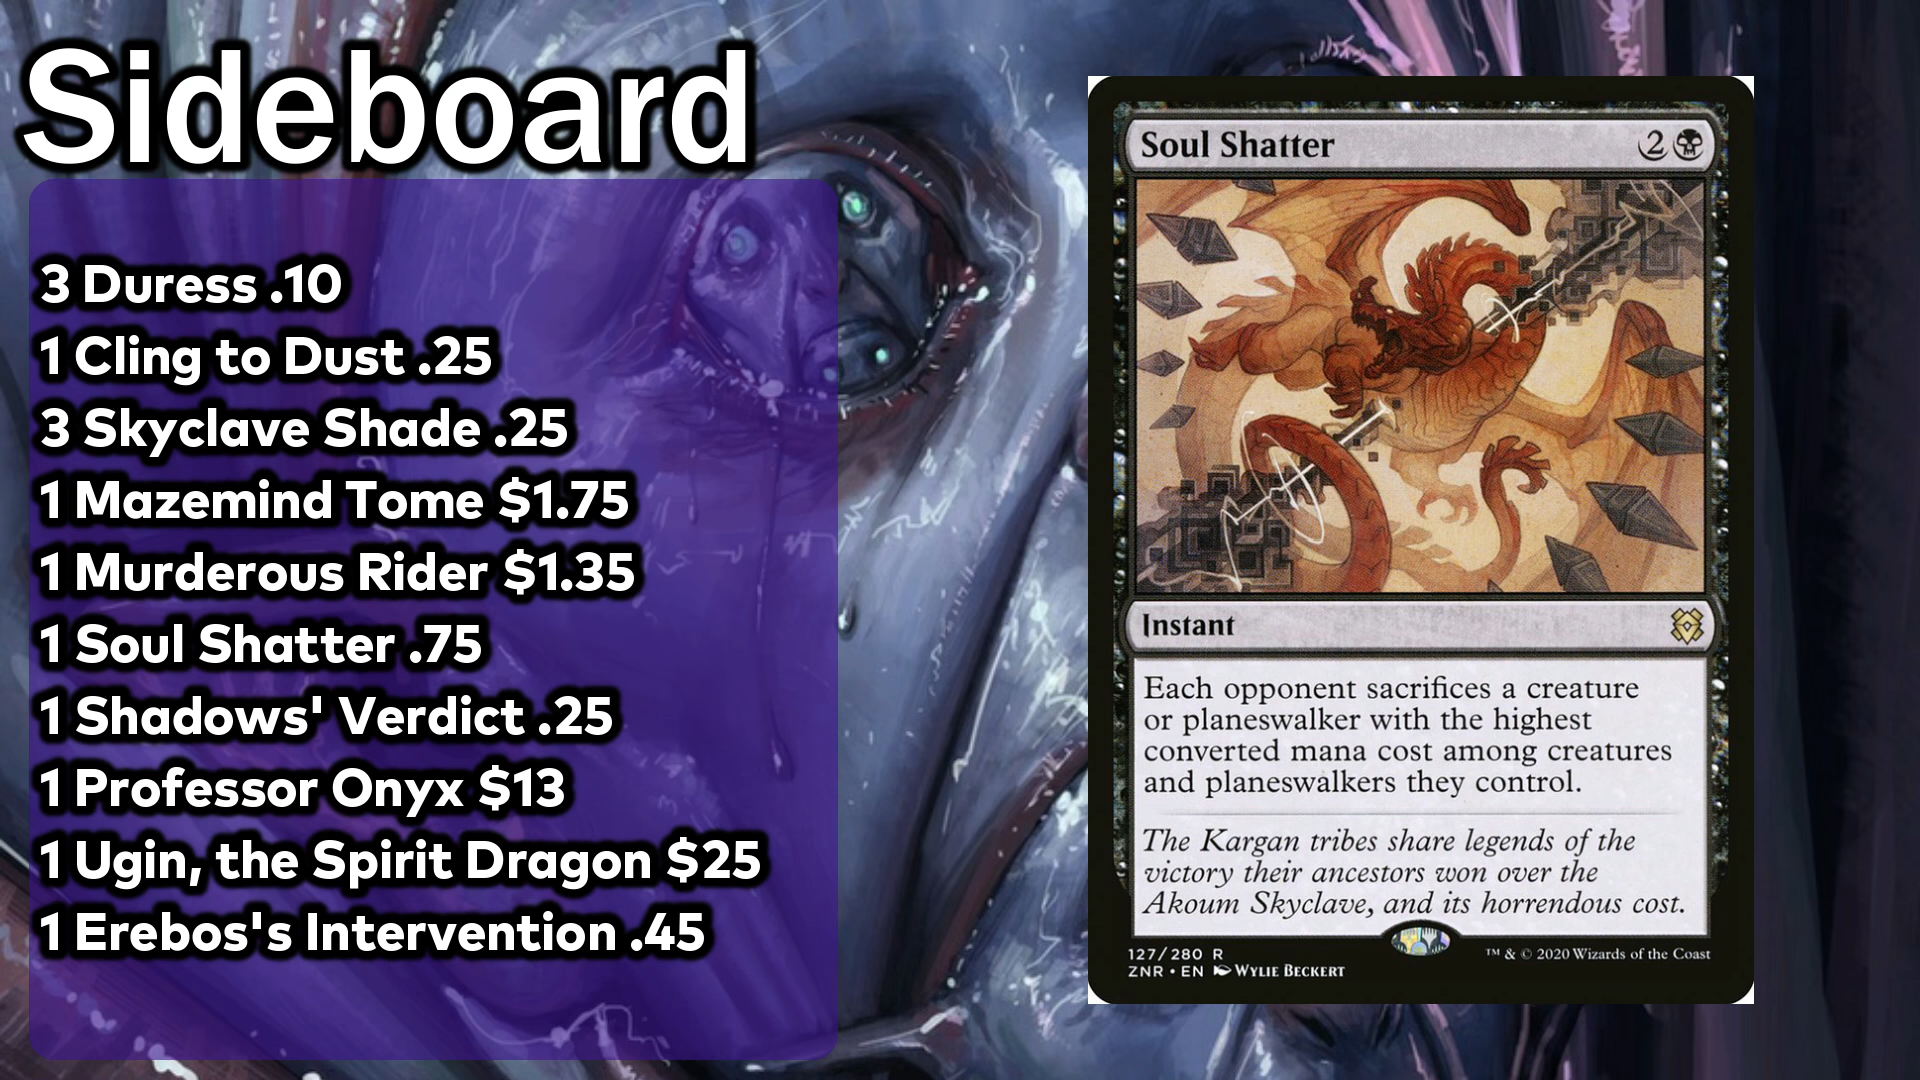 Sideboard
3 Duress .10
1 Cling to Dust .25
3 Skyclave Shade .25
1 Mazemind Tome $1.75
1 Murderous Rider $1.35
1 Soul Shatter .75
1 Shadows' Verdict .25
1 Professor Onyx $13
1 Ugin, the Spirit Dragon $25
1 Erebos's Intervention .45
Soul Shatter 2
Instant
Each opponent sacrifices a creature
or planeswalker with the highest
converted mana cost among creatures
and planeswalkers they control.
The Kargan tribes share legends of the
victory their ancestors won over the
Akoum Skyclave, and its horrendous cost.
127/280 R
ZNR • EN WYLIE BECKERT
™ & © 2020 Wizards of the Coast